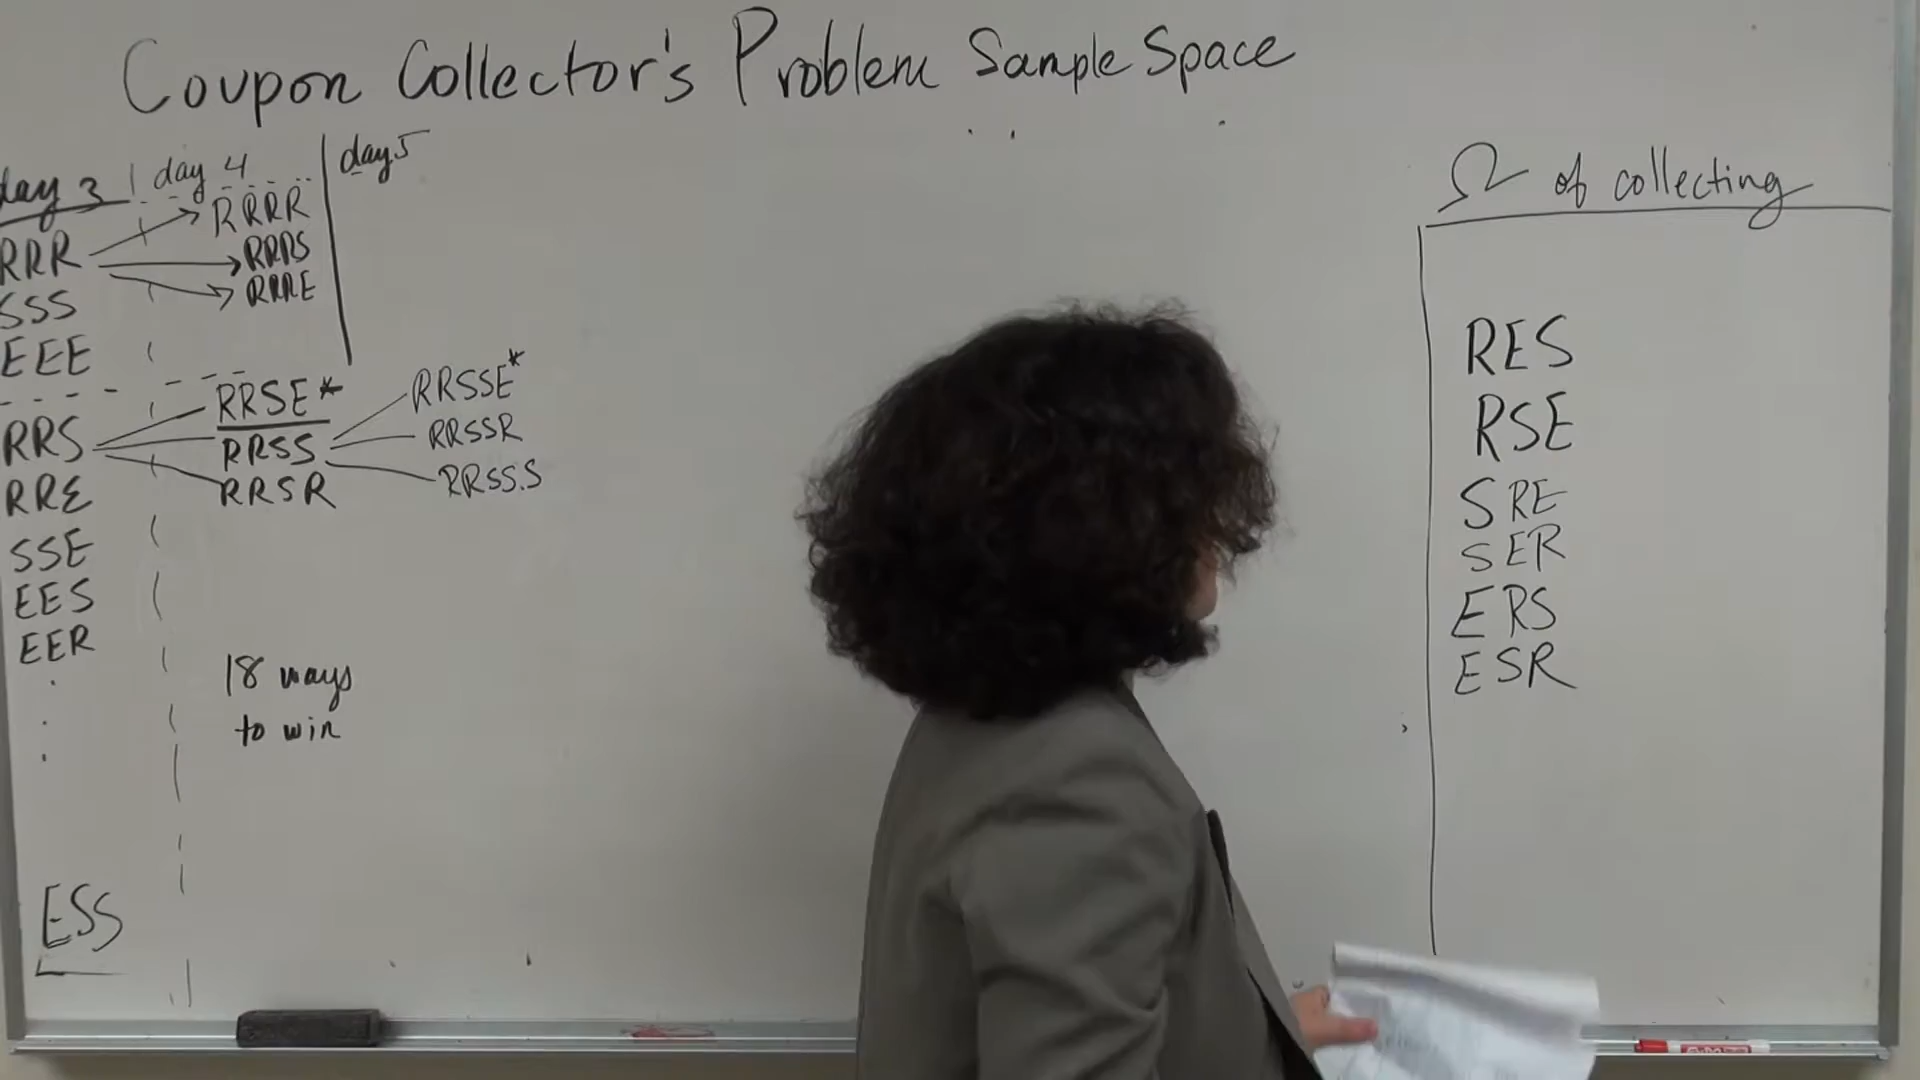 Coupon Collector's Problem Sample Space
day 3 | day 4 | day 5
RRR
SSS
EEE
RRS
RRE
SSE
EES
EER
ESS
RRRR
RRRS
RRRE
RRSE*
RRSS
RRSR
18 ways
to win
RRSSE*
RRSSR
RRSS.S
Ω of collecting
RES
RSE
SRE
SER
ERS
ESR